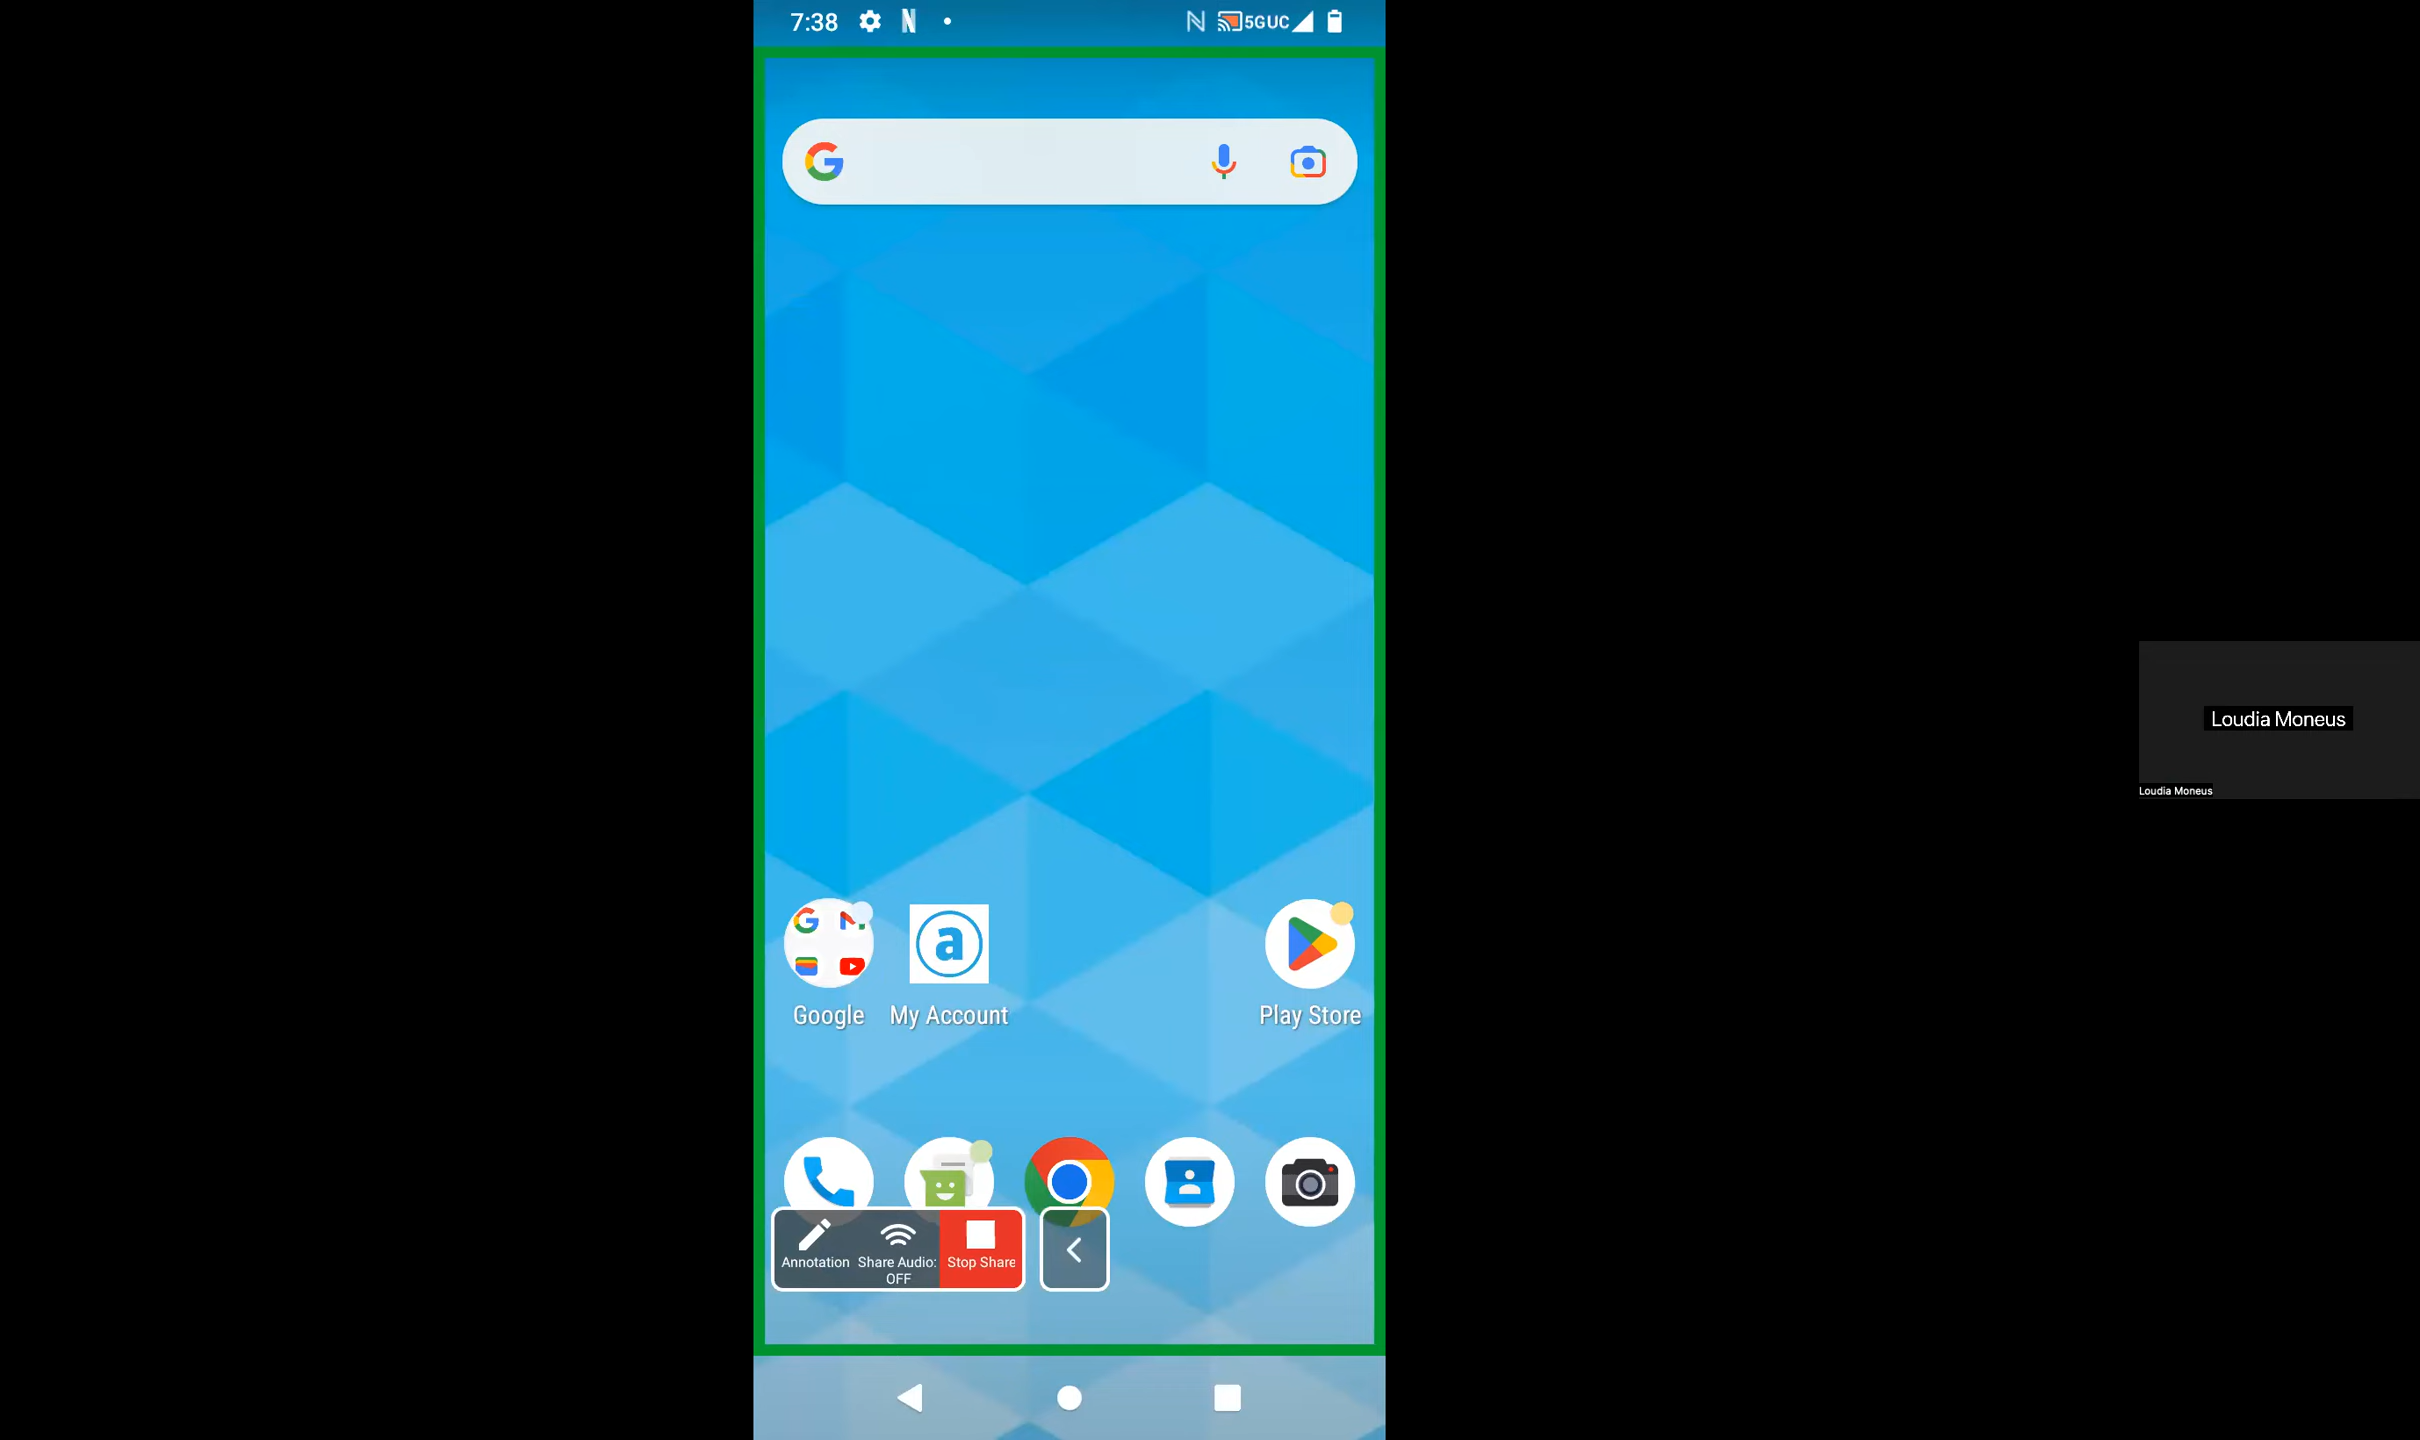 7:38
5GUC
Google
My Account
Play Store
Annotation
Share Audio:
OFF
Stop Share
Loudia Moneus
Loudia Moneus